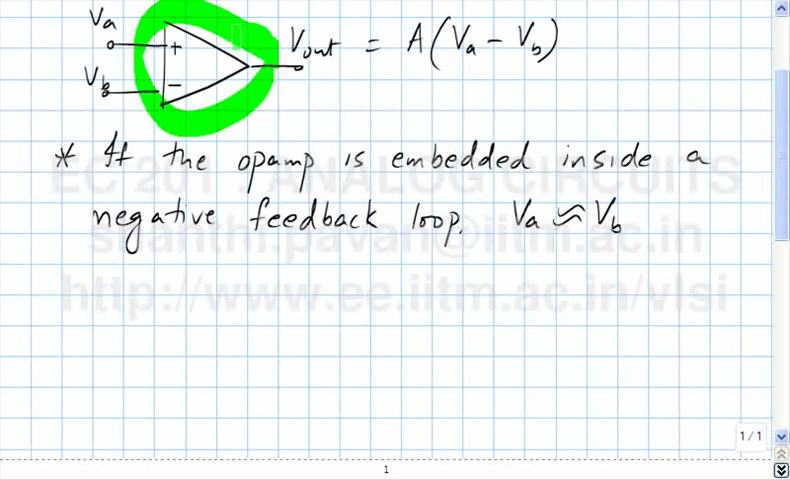 Va
+
Vout = A(Va - Vb)
Vb
-
* If the opamp is embedded inside a
EC 201 ANALOG CIRCUITS
negative feedback loop. Va ≈ Vb
shanthi.pavan@iitm.ac.in
http://www.ee.iitm.ac.in/vlsi
1/1
1